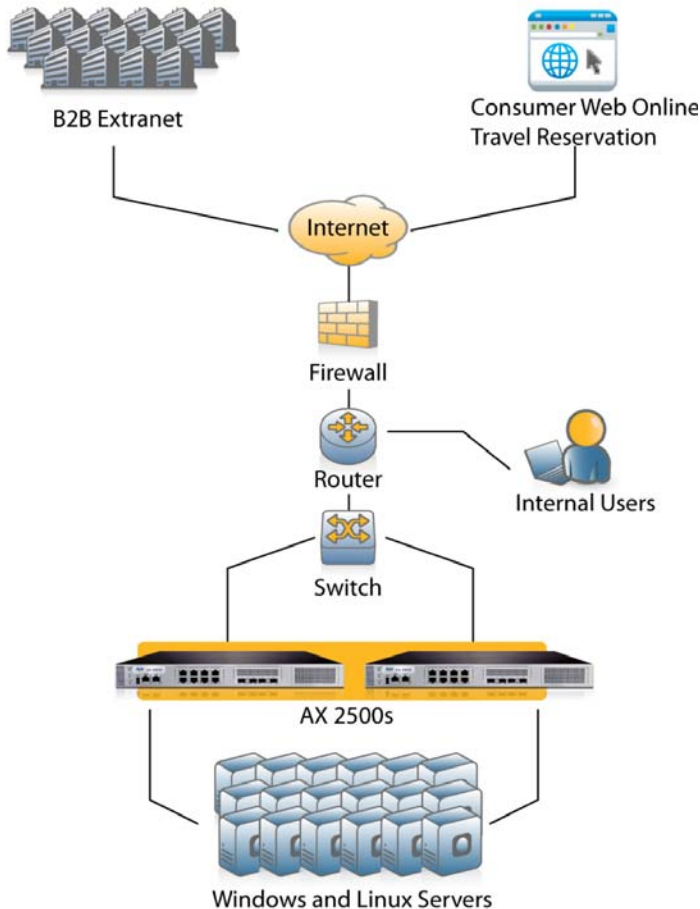 B2B Extranet
Consumer Web Online
Travel Reservation
Internet
Firewall
Router
Internal Users
Switch
AX 2500s
Windows and Linux Servers